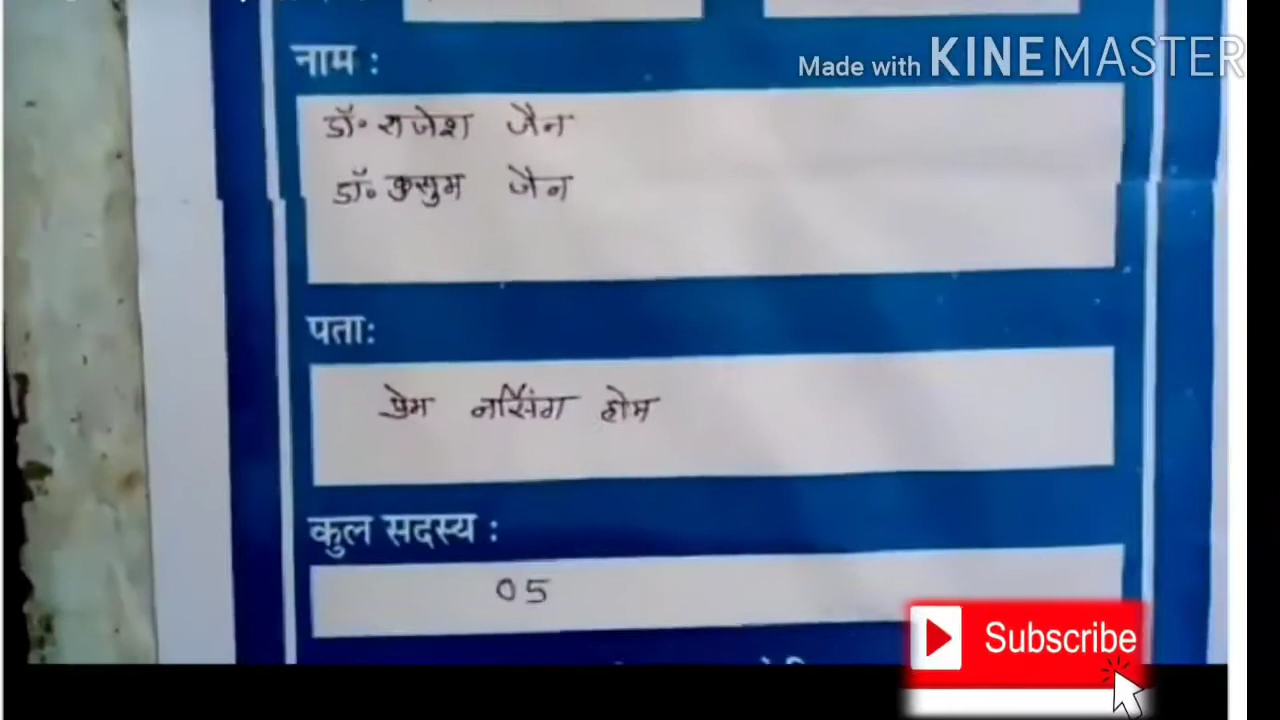 Made with KINEMASTER
नाम :
डॉ॰ राजेश जैन
डॉ॰ कुसुम जैन
पता:
प्रेम नर्सिंग होम
कुल सदस्य :
05
Subscribe